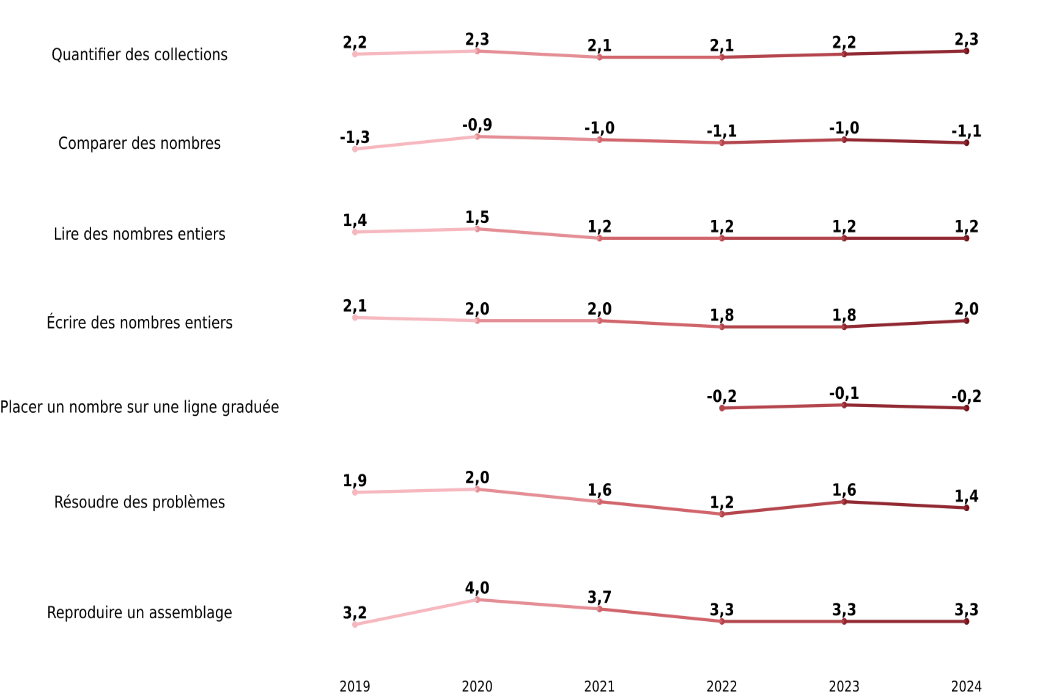 Quantifier des collections 2,2 2,3 2,1 2,1 2,2 2,3
Comparer des nombres -1,3 -0,9 -1,0 -1,1 -1,0 -1,1
Lire des nombres entiers 1,4 1,5 1,2 1,2 1,2 1,2
Écrire des nombres entiers 2,1 2,0 2,0 1,8 1,8 2,0
Placer un nombre sur une ligne graduée -0,2 -0,1 -0,2
Résoudre des problèmes 1,9 2,0 1,6 1,2 1,6 1,4
Reproduire un assemblage 3,2 4,0 3,7 3,3 3,3 3,3
2019 2020 2021 2022 2023 2024